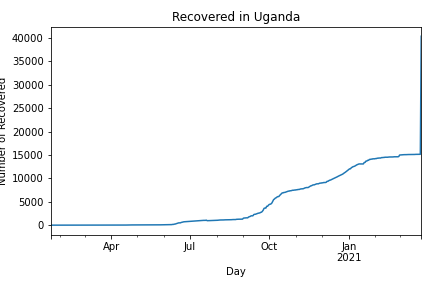 Recovered in Uganda
40000
35000
30000
25000
20000
15000
10000
5000
0
Number of Recovered
Apr
Jul
Oct
Jan
2021
Day